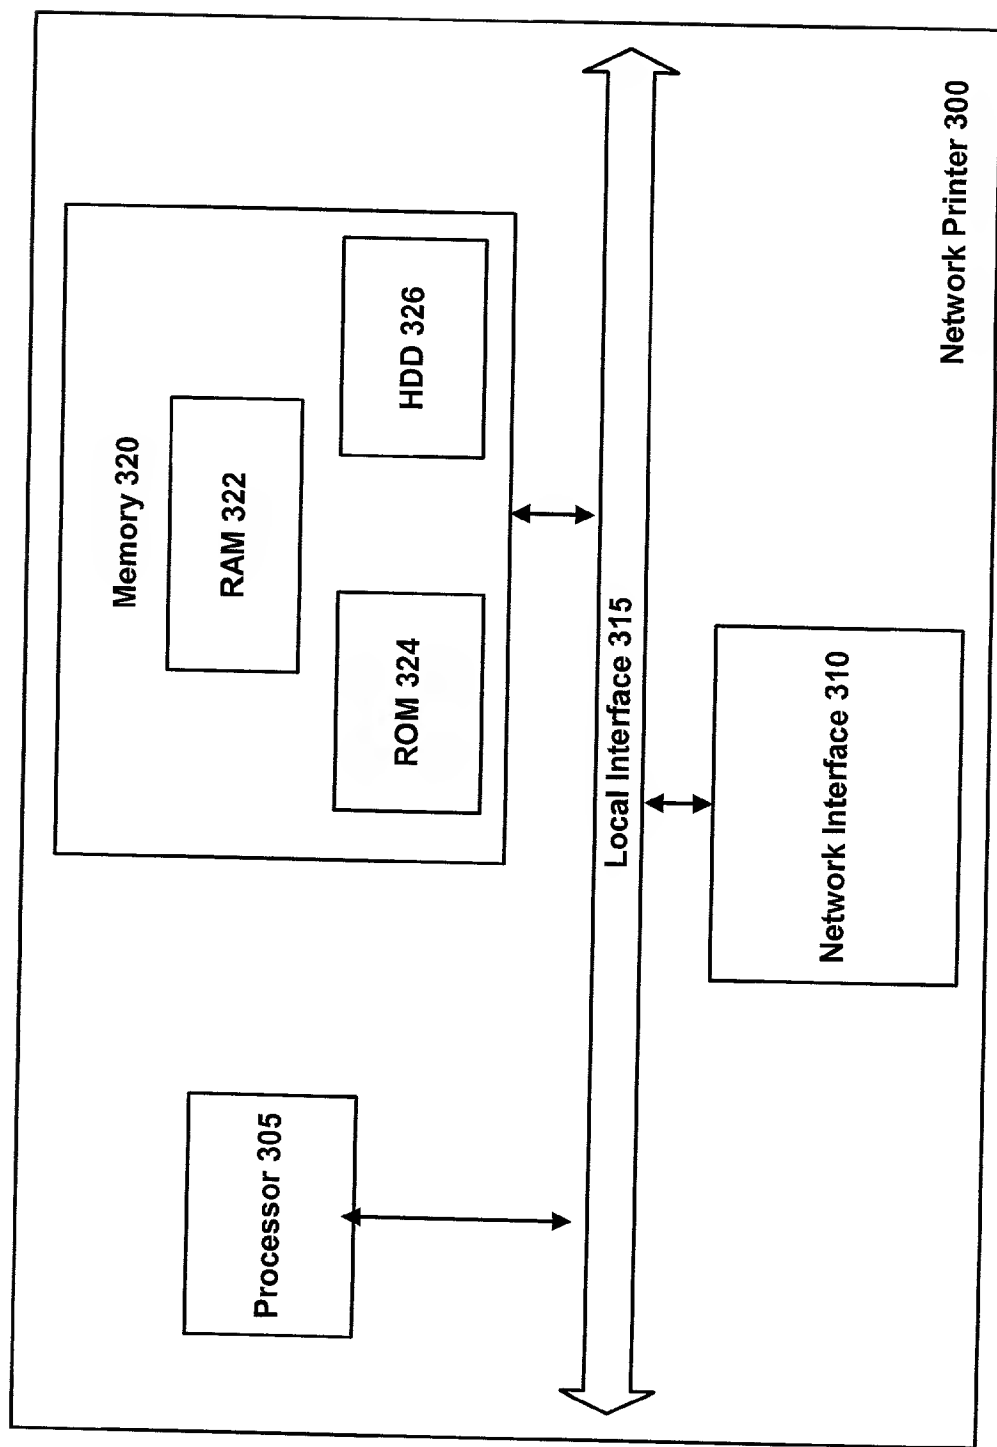 Memory 320
RAM 322
ROM 324
HDD 326
Processor 305
Local Interface 315
Network Interface 310
Network Printer 300